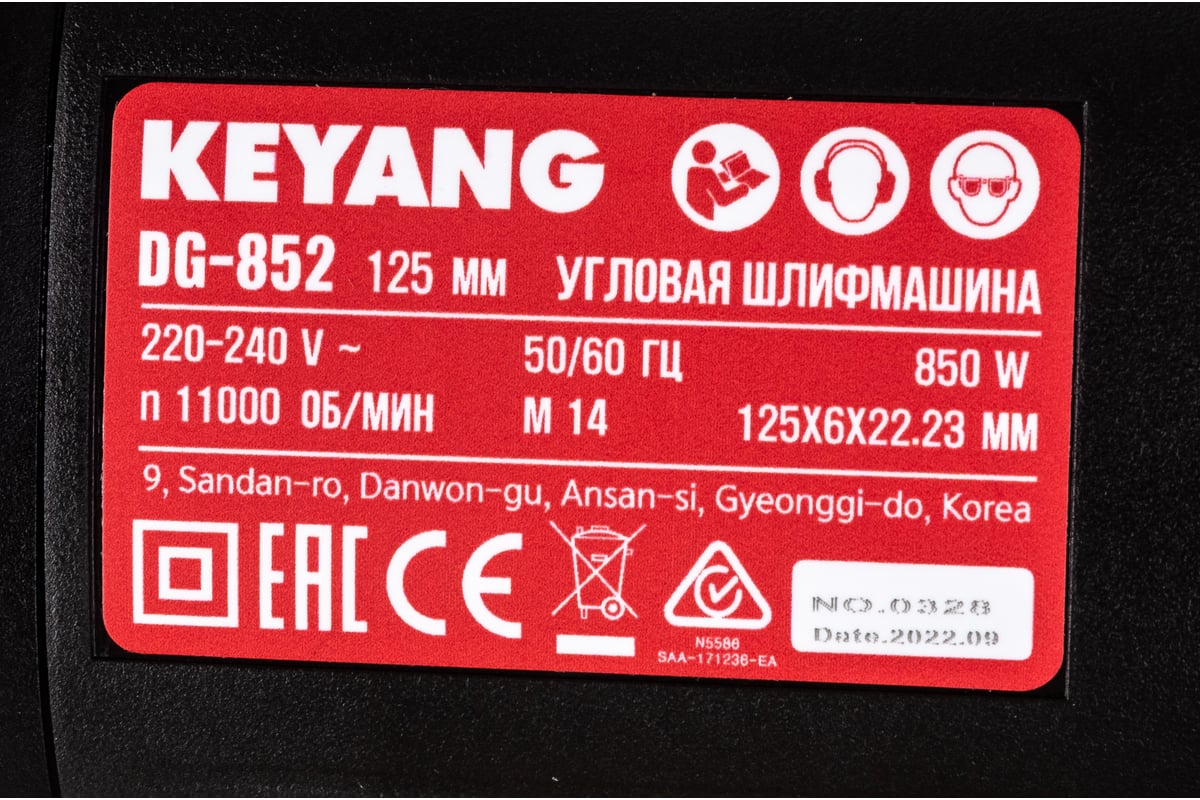 KEYANG
DG-852 125 ММ УГЛОВАЯ ШЛИФМАШИНА
220-240 V ~ 50/60 ГЦ 850 W
n 11000 ОБ/МИН M 14 125X6X22.23 ММ
9, Sandan-ro, Danwon-gu, Ansan-si, Gyeonggi-do, Korea
EAC CE
N5586
SAA-171236-EA
NO.0328
Date.2022.09